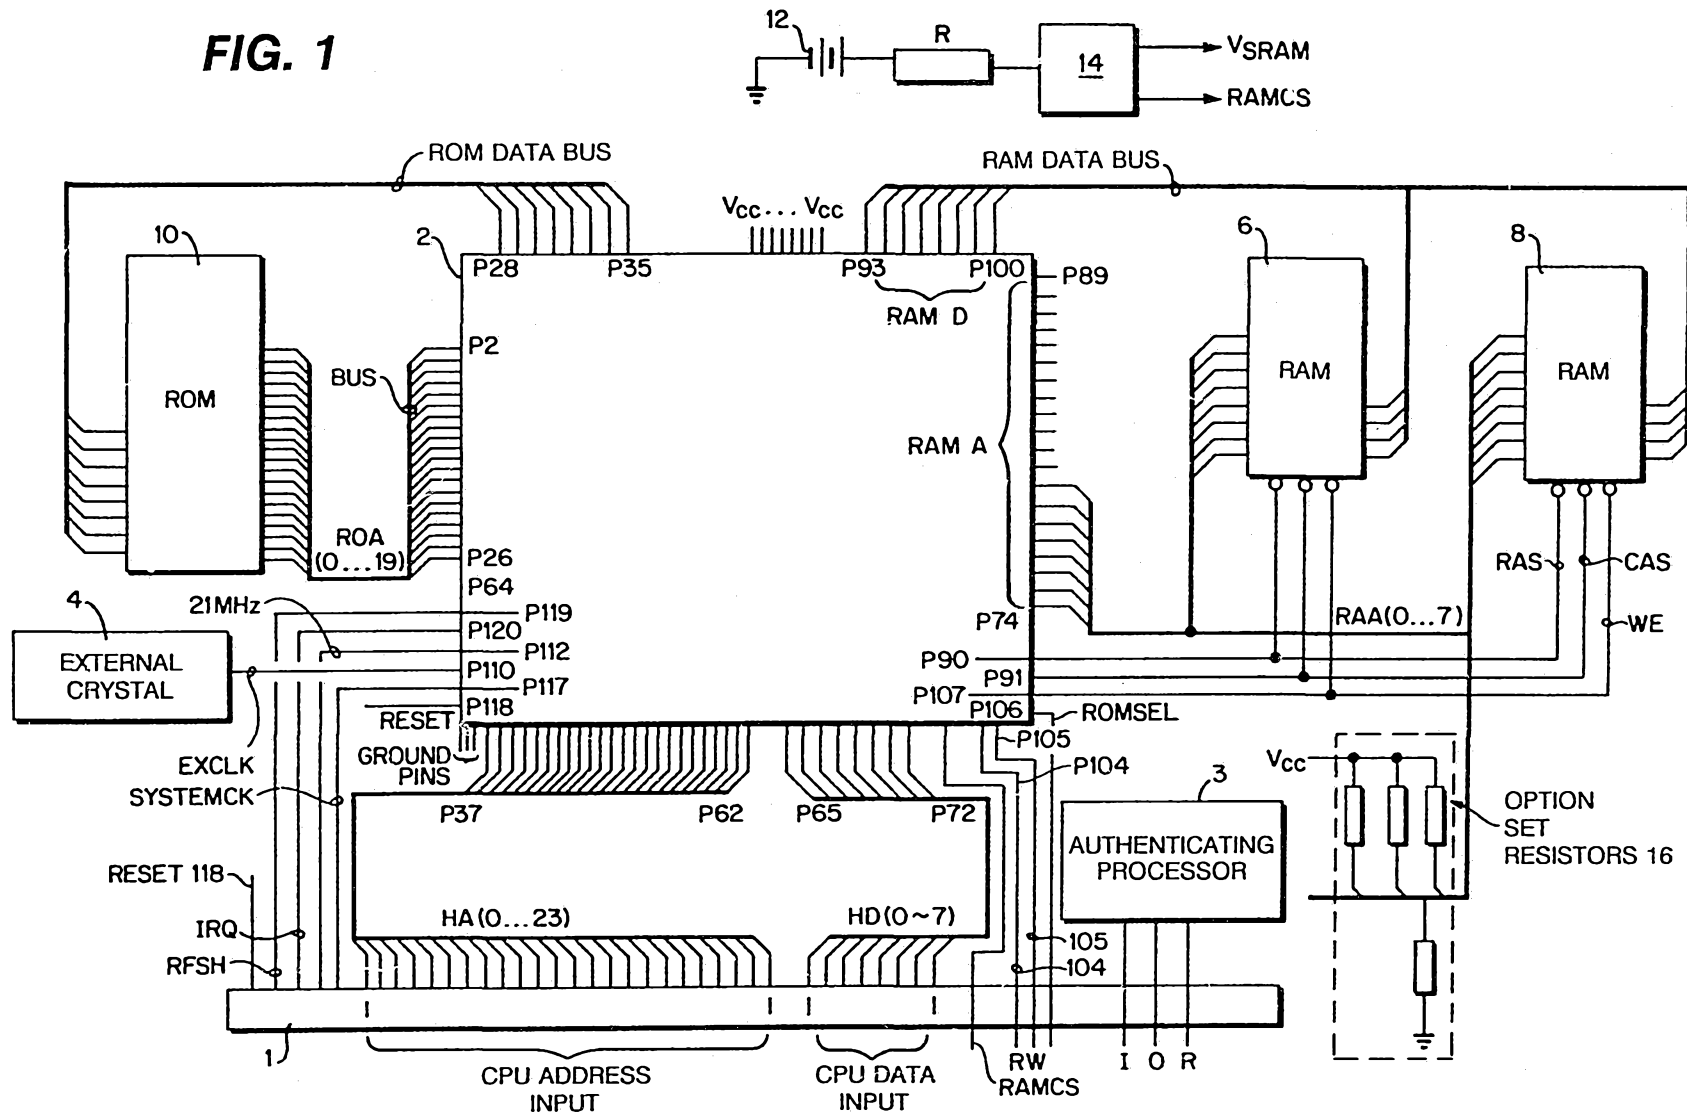 FIG. 1
12
R
14
VSRAM
RAMCS
ROM DATA BUS
RAM DATA BUS
Vcc...Vcc
10
2
6
8
P28
P35
P93
P100
P89
RAM D
P2
BUS
ROM
RAM
RAM
RAM A
ROA
(0...19)
P26
P64
RAS
CAS
4
21MHz
P119
P120
P112
P110
P117
P118
P74
RAA(0...7)
WE
EXTERNAL
CRYSTAL
P90
P91
P107
P106
ROMSEL
RESET
P105
GROUND
PINS
P104
EXCLK
SYSTEMCK
Vcc
3
P37
P62
P65
P72
OPTION
SET
RESISTORS 16
AUTHENTICATING
PROCESSOR
RESET 118
HA(0...23)
HD(0~7)
IRQ
105
RFSH
104
1
RW
I
O
R
RAMCS
CPU ADDRESS
INPUT
CPU DATA
INPUT